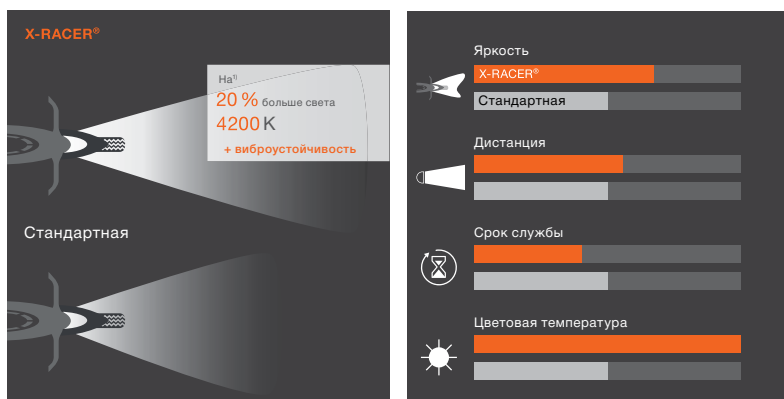 X-RACER®
На¹⁾
20 % больше света
4200 K
+ виброустойчивость
Стандартная
Яркость
X-RACER®
Стандартная
Дистанция
Срок службы
Цветовая температура